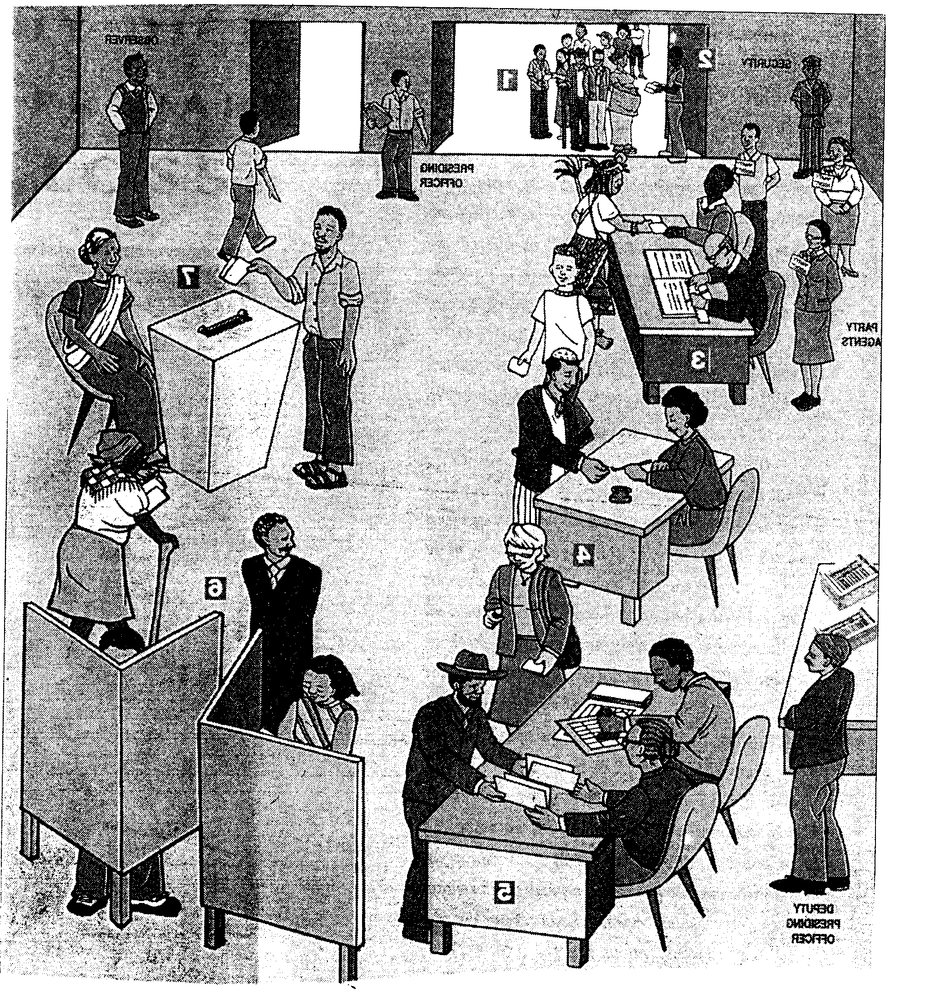 OBSERVER
1
2
SECURITY
PRESIDING
OFFICER
7
PARTY
AGENTS
3
4
6
5
DEPUTY
PRESIDING
OFFICER